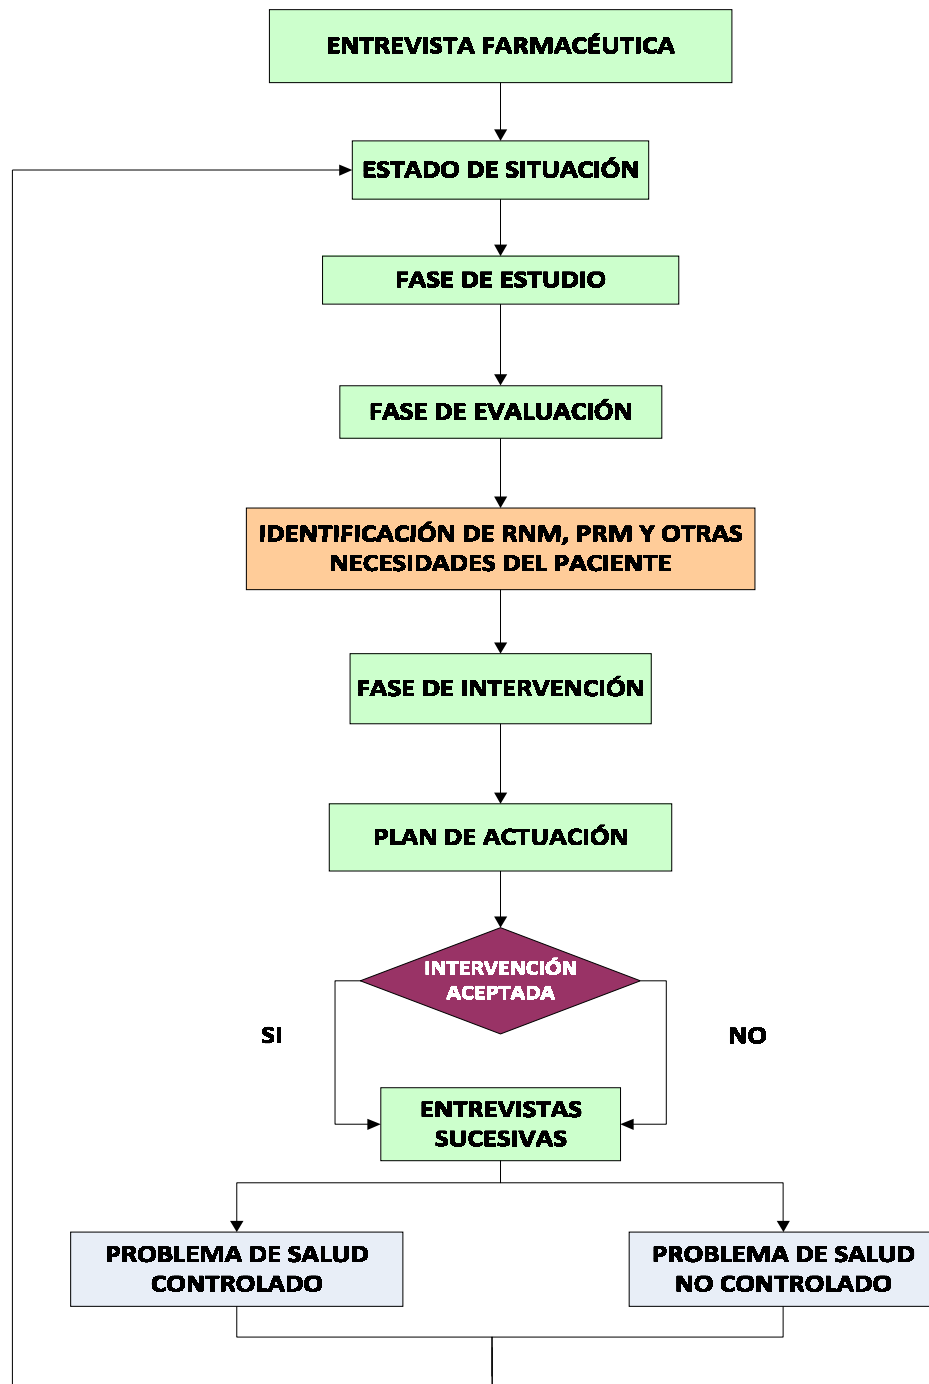 ENTREVISTA FARMACÉUTICA
ESTADO DE SITUACIÓN
FASE DE ESTUDIO
FASE DE EVALUACIÓN
IDENTIFICACIÓN DE RNM, PRM Y OTRAS
NECESIDADES DEL PACIENTE
FASE DE INTERVENCIÓN
PLAN DE ACTUACIÓN
INTERVENCIÓN
ACEPTADA
SI
NO
ENTREVISTAS
SUCESIVAS
PROBLEMA DE SALUD
CONTROLADO
PROBLEMA DE SALUD
NO CONTROLADO